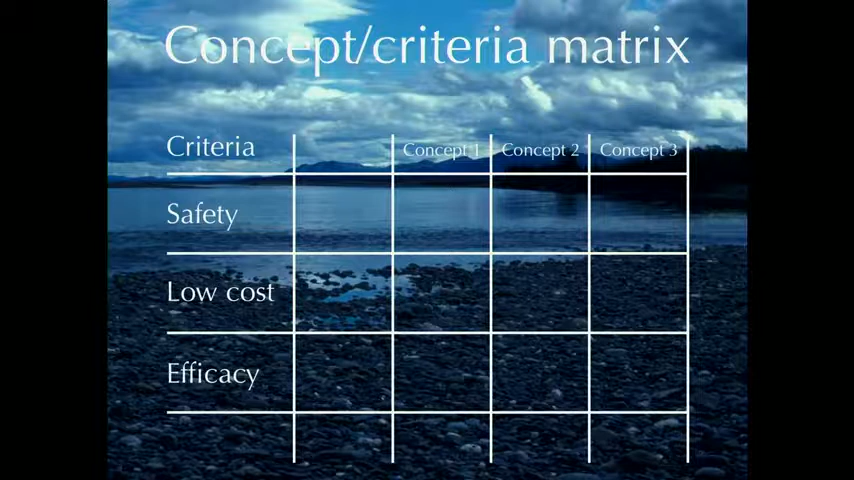 Concept/criteria matrix
Criteria Concept 1 Concept 2 Concept 3
Safety
Low cost
Efficacy